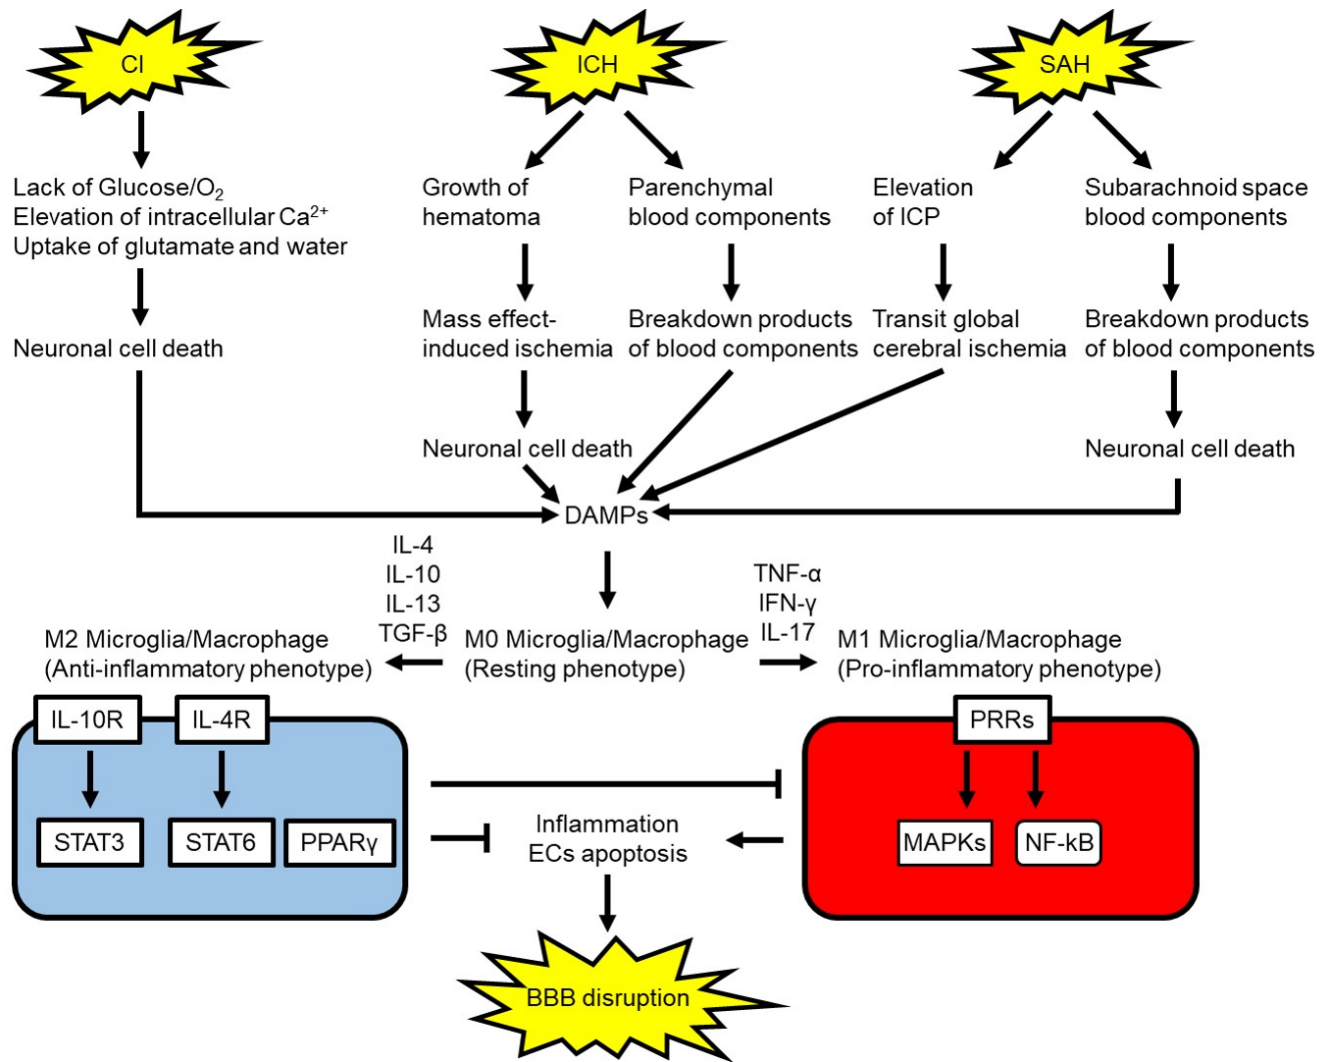 CI
ICH
SAH
Lack of Glucose/O₂
Elevation of intracellular Ca²⁺
Uptake of glutamate and water
Growth of
hematoma
Parenchymal
blood components
Elevation
of ICP
Subarachnoid space
blood components
Neuronal cell death
Mass effect-
induced ischemia
Breakdown products
of blood components
Transit global
cerebral ischemia
Breakdown products
of blood components
Neuronal cell death
Neuronal cell death
DAMPs
IL-4
IL-10
IL-13
TGF-β
TNF-α
IFN-γ
IL-17
M2 Microglia/Macrophage
(Anti-inflammatory phenotype)
M0 Microglia/Macrophage
(Resting phenotype)
M1 Microglia/Macrophage
(Pro-inflammatory phenotype)
IL-10R
IL-4R
PRRs
STAT3
STAT6
PPARγ
Inflammation
ECs apoptosis
MAPKs
NF-kB
BBB disruption